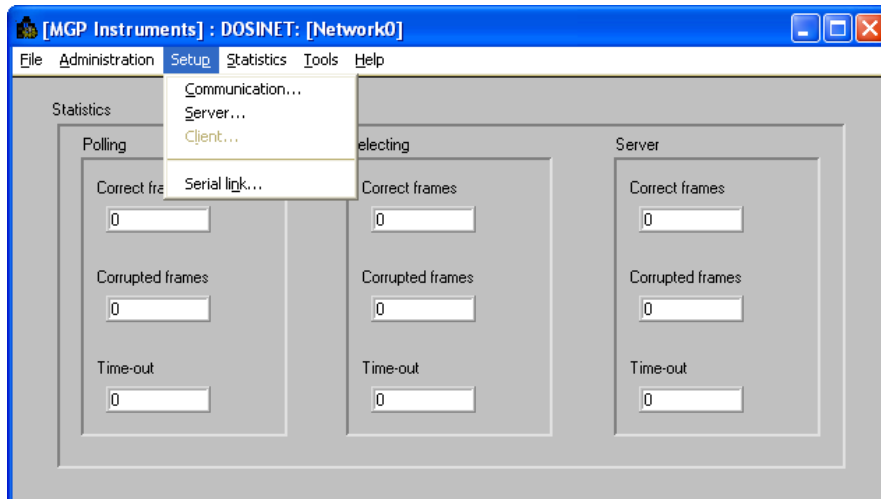 [MGP Instruments] : DOSINET: [Network0]
File Administration Setup Statistics Tools Help
Communication...
Server...
Client...
Serial link...
Statistics
Polling electing Server
Correct fra Correct frames Correct frames
0 0 0
Corrupted frames Corrupted frames Corrupted frames
0 0 0
Time-out Time-out Time-out
0 0 0